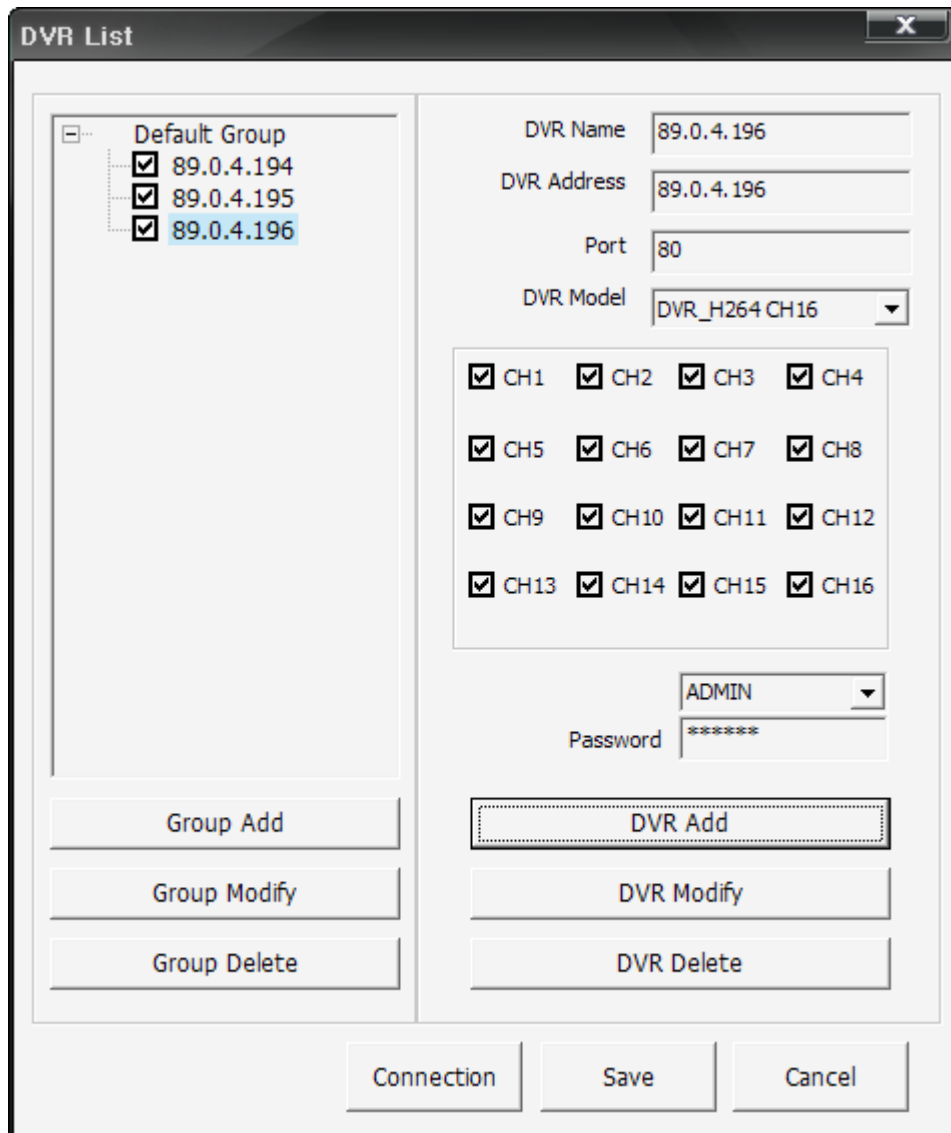 DVR List
X
Default Group
89.0.4.194
89.0.4.195
89.0.4.196
DVR Name 89.0.4.196
DVR Address 89.0.4.196
Port 80
DVR Model DVR_H264 CH16
CH1 CH2 CH3 CH4
CH5 CH6 CH7 CH8
CH9 CH10 CH11 CH12
CH13 CH14 CH15 CH16
ADMIN
Password ******
Group Add
Group Modify
Group Delete
DVR Add
DVR Modify
DVR Delete
Connection Save Cancel